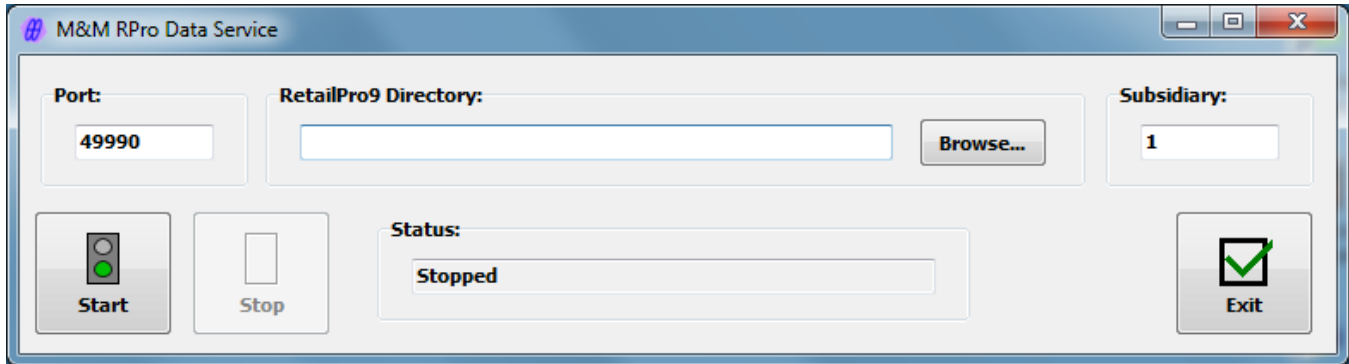 M&M RPro Data Service
Port:
RetailPro9 Directory:
Subsidiary:
49990
Browse...
1
Status:
Stopped
Start
Stop
Exit